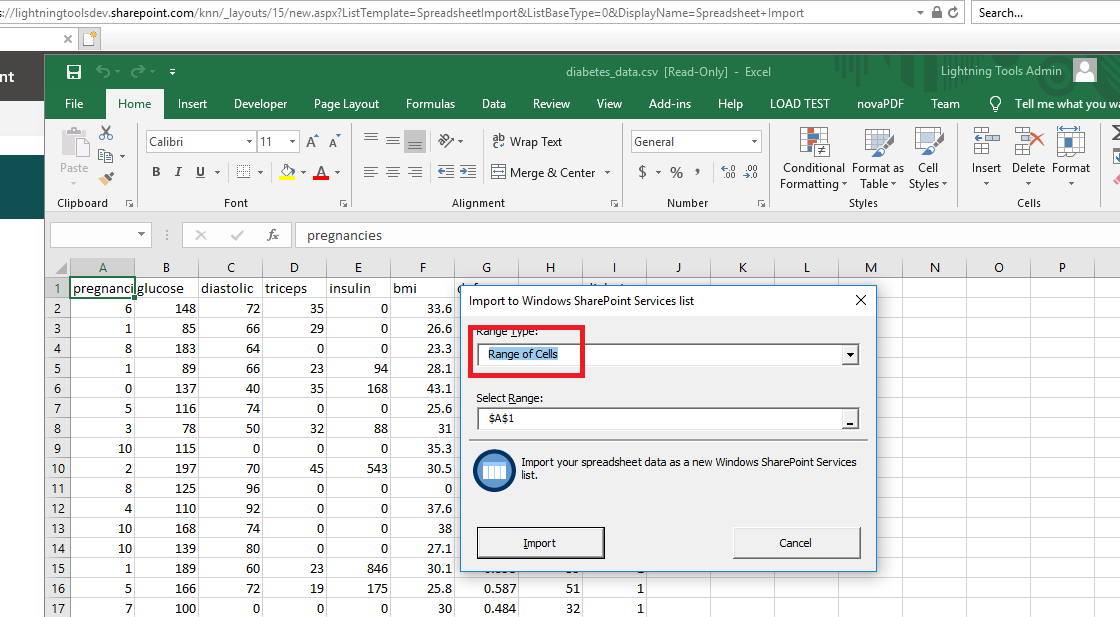 s://lightningtoolsdev.sharepoint.com/knn/_layouts/15/new.aspx?ListTemplate=SpreadsheetImport&ListBaseType=0&DisplayName=Spreadsheet+Import Search...
nt
diabetes_data.csv [Read-Only] - Excel Lightning Tools Admin
File Home Insert Developer Page Layout Formulas Data Review View Add-ins Help LOAD TEST novaPDF Team Tell me what you wa
Paste Calibri 11 Wrap Text General Conditional Formatting Format as Table Cell Styles Insert Delete Format
B I U A Merge & Center $ % ,
Clipboard Font Alignment Number Styles Cells
fx pregnancies
A B C D E F G H I J K L M N O P
1 pregnanci glucose diastolic triceps insulin bmi
2 6 148 72 35 0 33.6
3 1 85 66 29 0 26.6
4 8 183 64 0 0 23.3
5 1 89 66 23 94 28.1
6 0 137 40 35 168 43.1
7 5 116 74 0 0 25.6
8 3 78 50 32 88 31
9 10 115 0 0 0 35.3
10 2 197 70 45 543 30.5
11 8 125 96 0 0 0
12 4 110 92 0 0 37.6
13 10 168 74 0 0 38
14 10 139 80 0 0 27.1
15 1 189 60 23 846 30.1
16 5 166 72 19 175 25.8 0.587 51 1
17 7 100 0 0 0 30 0.484 32 1
Import to Windows SharePoint Services list
Range Type:
Range of Cells
Select Range:
$A$1
Import your spreadsheet data as a new Windows SharePoint Services
list.
Import Cancel